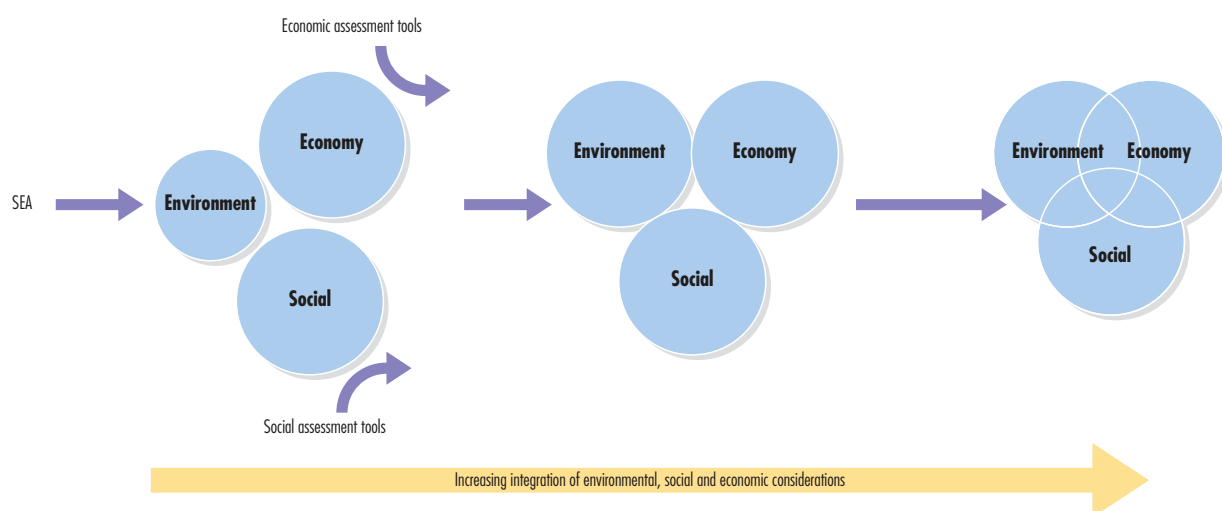 Economic assessment tools
Economy
SEA
Environment
Social
Social assessment tools
Environment
Economy
Social
Environment
Economy
Social
Increasing integration of environmental, social and economic considerations